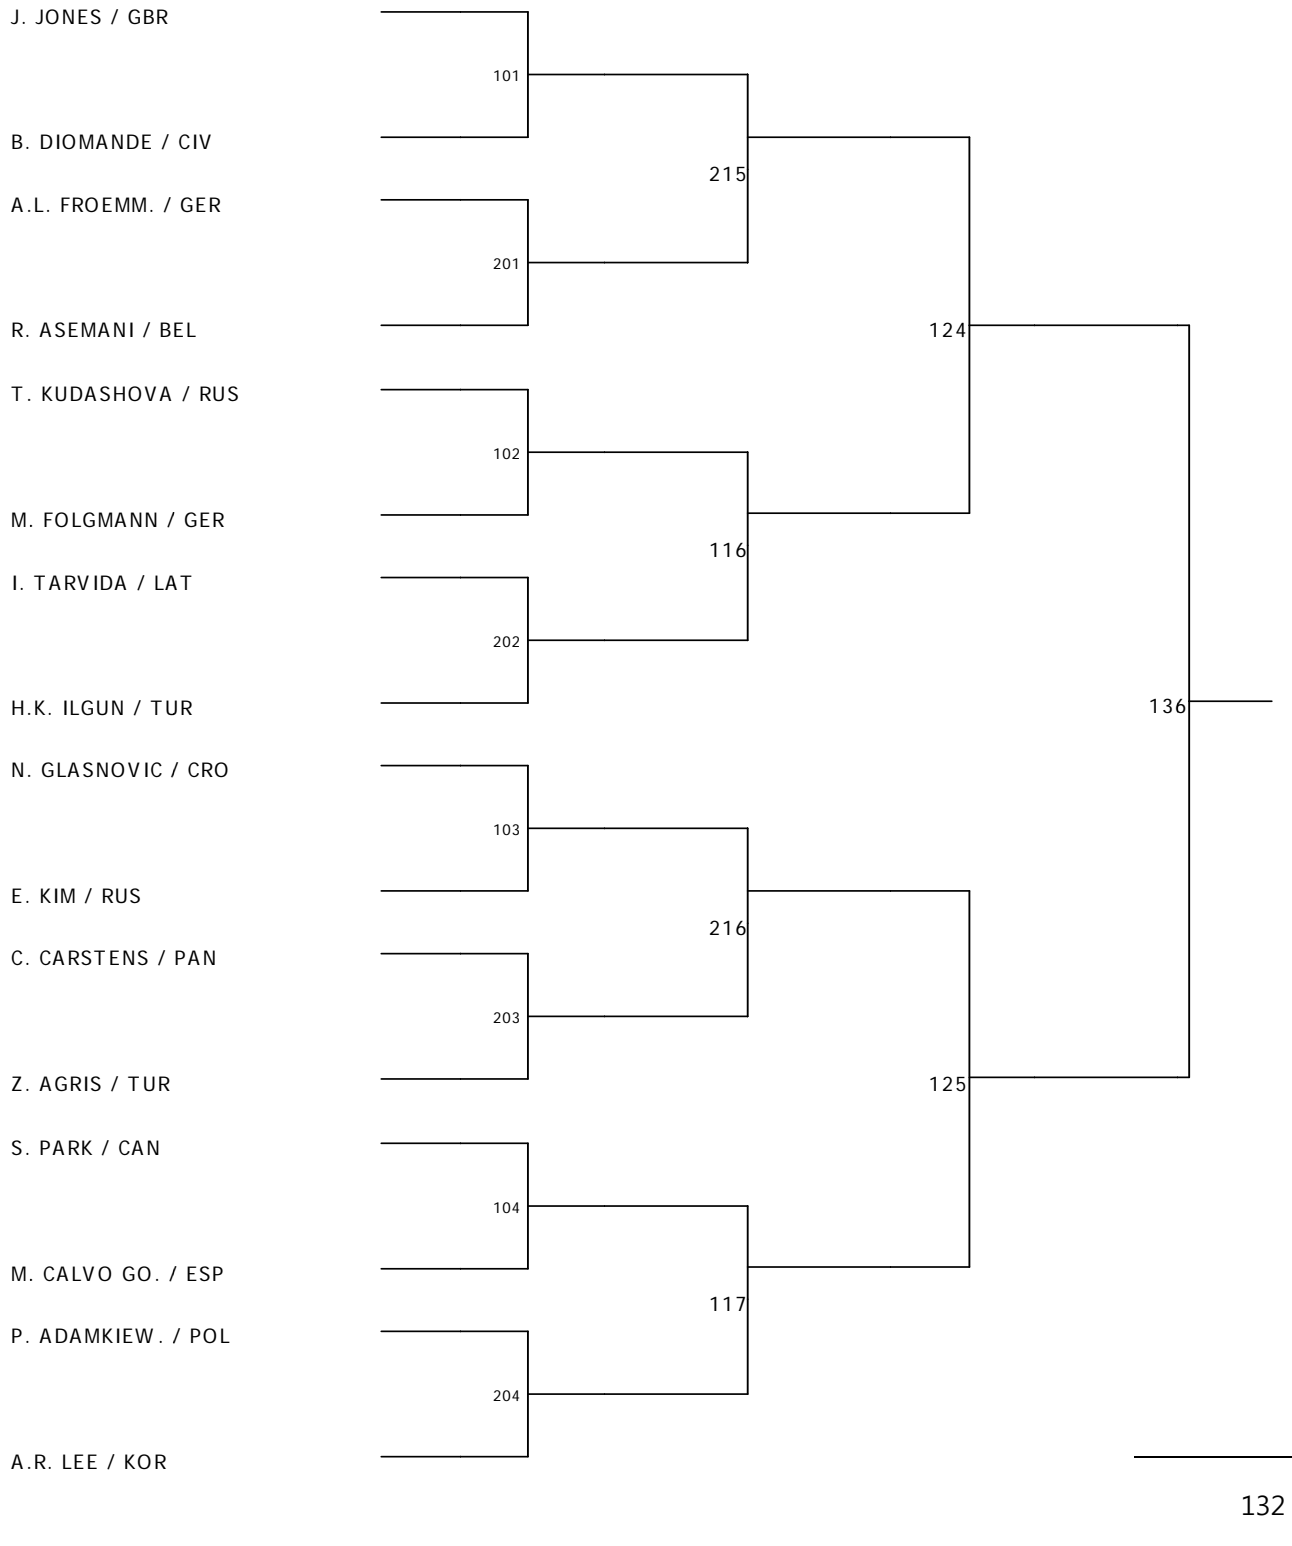 J. JONES / GBR
101
B. DIOMANDE / CIV
215
A.L. FROEMM. / GER
201
R. ASEMANI / BEL
124
T. KUDASHOVA / RUS
102
M. FOLGMANN / GER
116
I. TARVIDA / LAT
202
H.K. ILGUN / TUR
136
N. GLASNOVIC / CRO
103
E. KIM / RUS
216
C. CARSTENS / PAN
203
Z. AGRIS / TUR
125
S. PARK / CAN
104
M. CALVO GO. / ESP
117
P. ADAMKIEW. / POL
204
A.R. LEE / KOR
132